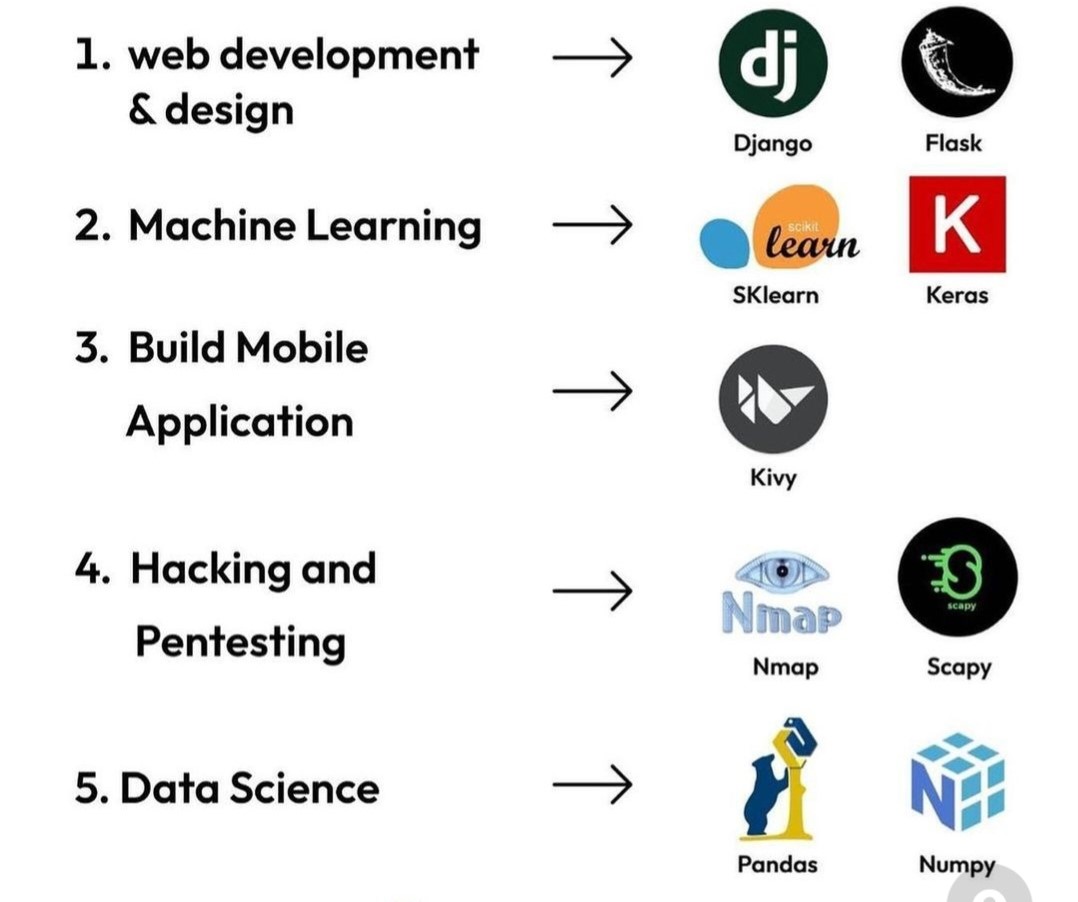 1. web development
& design
dj
Django
Flask
2. Machine Learning
scikit
learn
SKlearn
K
Keras
3. Build Mobile
Application
Kivy
4. Hacking and
Pentesting
Nmap
Nmap
S
scapy
Scapy
5. Data Science
Pandas
N
Numpy